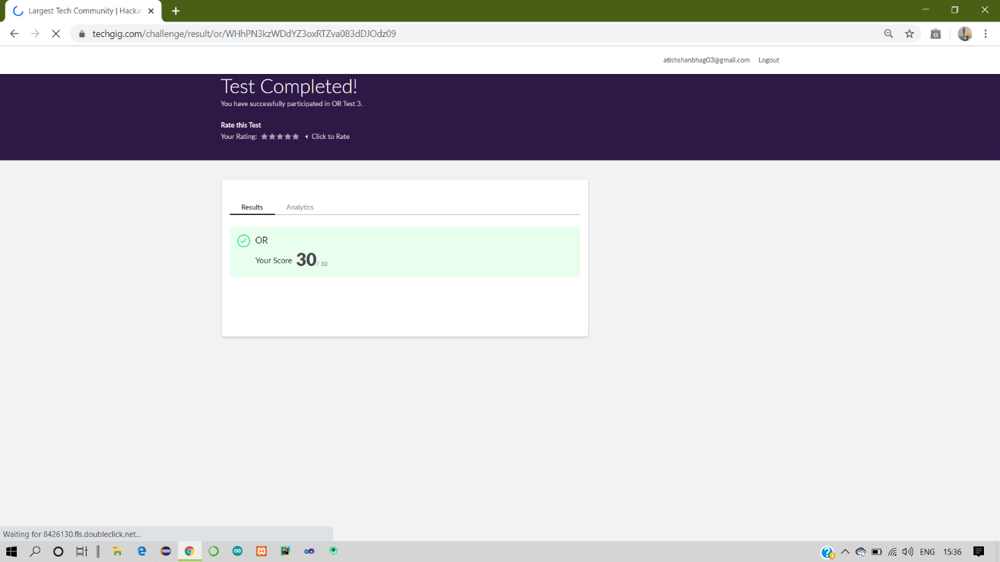 Largest Tech Community | Hacka
techgig.com/challenge/result/or/WHhPN3kzWDdYZ3oxRTZva083dDJOdz09
atishshanbhag03@gmail.com Logout
Test Completed!
You have successfully participated in OR Test 3.
Rate this Test
Your Rating: Click to Rate
Results Analytics
OR
Your Score 30 / 30
Waiting for 8426130.fls.doubleclick.net...
ENG 15:36